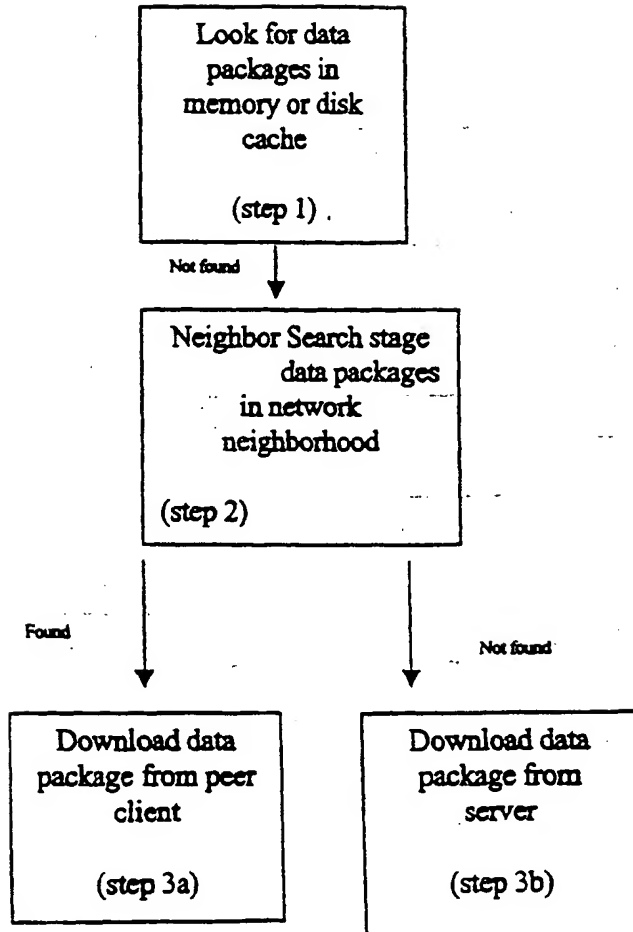 Look for data
packages in
memory or disk
cache
(step 1)
Not found
Neighbor Search stage
data packages
in network
neighborhood
(step 2)
Found
Not found
Download data
package from peer
client
(step 3a)
Download data
package from
server
(step 3b)